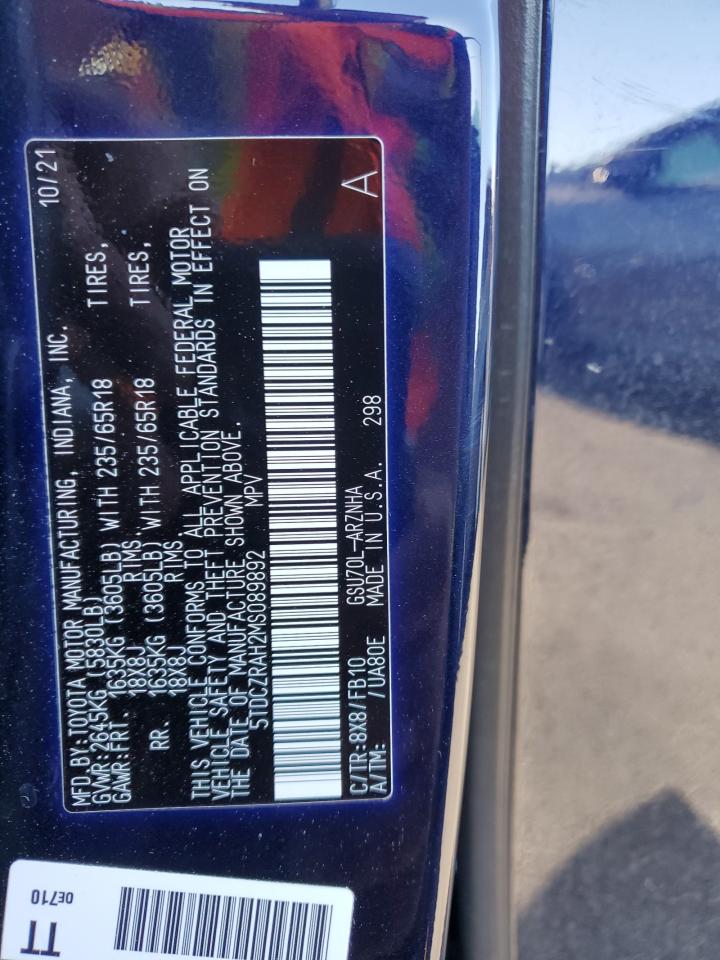 MFD.BY:TOYOTA MOTOR MANUFACTURING, INDIANA, INC. 10/21
GVWR:2645KG (5830LB)
GAWR:FRT. 1635KG (3605LB) WITH 235/65R18 TIRES,
18X8J RIMS.
RR. 1635KG (3605LB) WITH 235/65R18 TIRES,
18X8J RIMS.
THIS VEHICLE CONFORMS TO ALL APPLICABLE FEDERAL MOTOR
VEHICLE SAFETY AND THEFT PREVENTION STANDARDS IN EFFECT ON
THE DATE OF MANUFACTURE SHOWN ABOVE.
5TDCZRAH2MS089892 MPV
C/TR:8X8/FB10 GSU70L-ARZNHA
A/TM: /UA80E MADE IN U.S.A. 298 A
TT
0E710